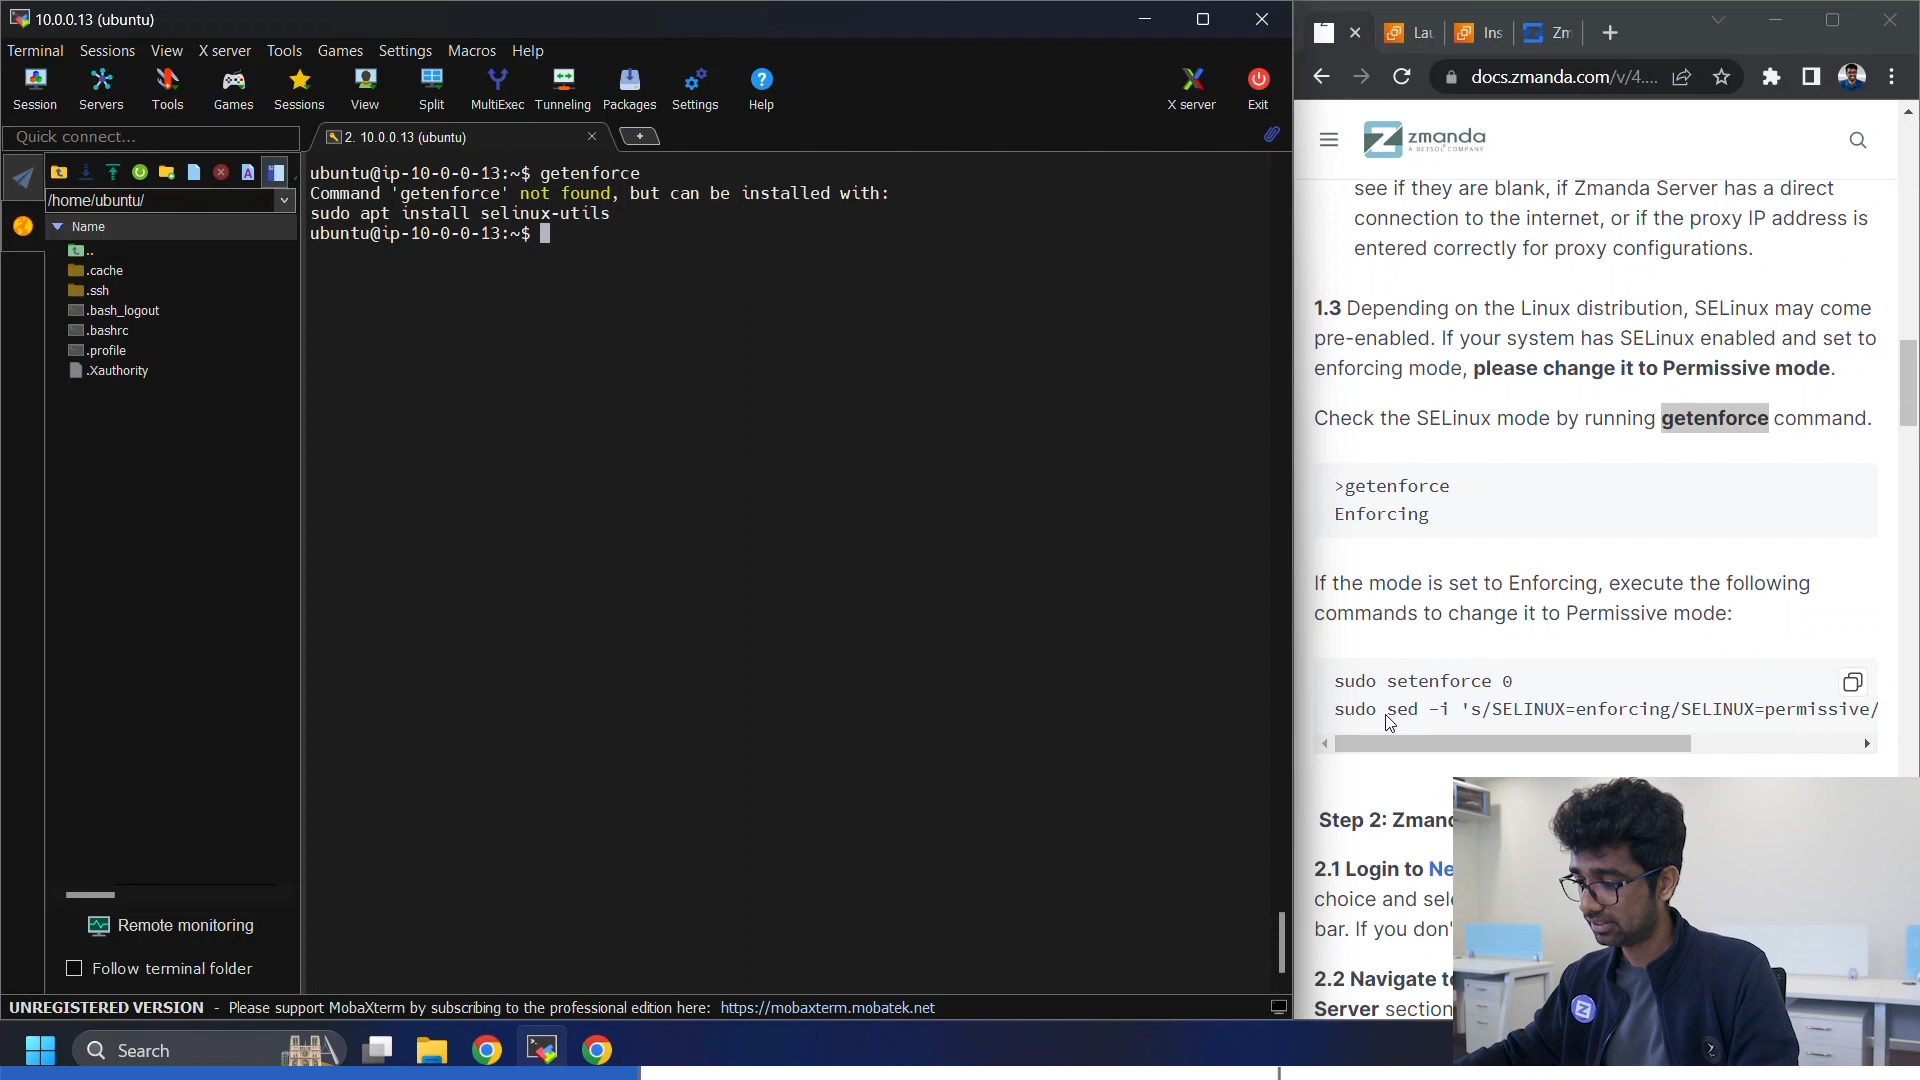 10.0.0.13 (ubuntu)
Terminal Sessions View X server Tools Games Settings Macros Help
Session Servers Tools Games Sessions View Split MultiExec Tunneling Packages Settings Help X server Exit
Quick connect...
2. 10.0.0.13 (ubuntu)
/home/ubuntu/
Name
..
.cache
.ssh
.bash_logout
.bashrc
.profile
.Xauthority
Remote monitoring
Follow terminal folder
ubuntu@ip-10-0-0-13:~$ getenforce
Command 'getenforce' not found, but can be installed with:
sudo apt install selinux-utils
ubuntu@ip-10-0-0-13:~$
UNREGISTERED VERSION - Please support MobaXterm by subscribing to the professional edition here: https://mobaxterm.mobatek.net
Search
Lau Ins Zm
docs.zmanda.com/v/4....
zmanda
A BETSOL COMPANY
see if they are blank, if Zmanda Server has a direct
connection to the internet, or if the proxy IP address is
entered correctly for proxy configurations.
1.3 Depending on the Linux distribution, SELinux may come
pre-enabled. If your system has SELinux enabled and set to
enforcing mode, please change it to Permissive mode.
Check the SELinux mode by running getenforce command.
>getenforce
Enforcing
If the mode is set to Enforcing, execute the following
commands to change it to Permissive mode:
sudo setenforce 0
sudo sed -i 's/SELINUX=enforcing/SELINUX=permissive/
Step 2: Zmand
2.1 Login to Ne
choice and sele
bar. If you don'
2.2 Navigate to
Server section